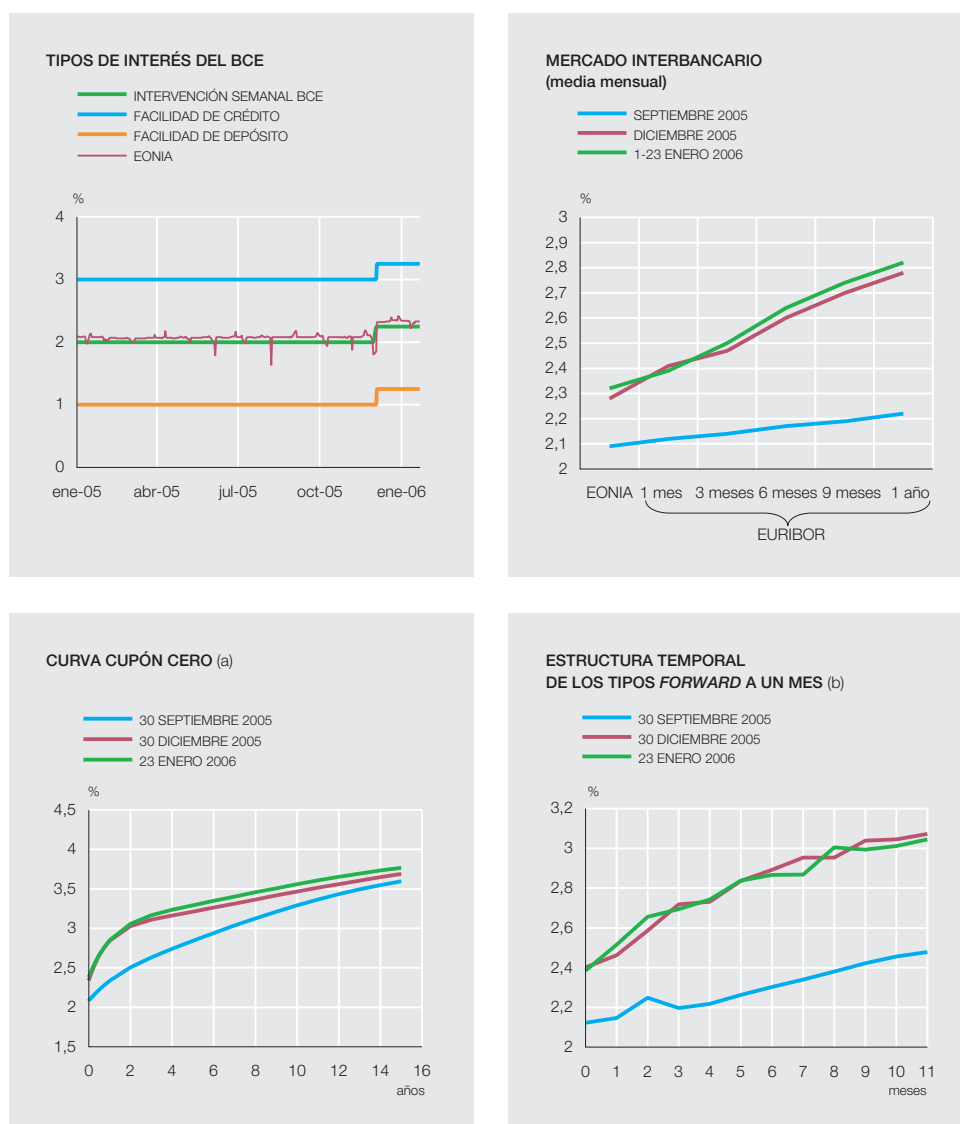 TIPOS DE INTERÉS DEL BCE
INTERVENCIÓN SEMANAL BCE
FACILIDAD DE CRÉDITO
FACILIDAD DE DEPÓSITO
EONIA
%
4
3
2
1
0
ene-05 abr-05 jul-05 oct-05 ene-06
MERCADO INTERBANCARIO
(media mensual)
SEPTIEMBRE 2005
DICIEMBRE 2005
1-23 ENERO 2006
%
3
2,9
2,8
2,7
2,6
2,5
2,4
2,3
2,2
2,1
2
EONIA 1 mes 3 meses 6 meses 9 meses 1 año
EURIBOR
CURVA CUPÓN CERO (a)
30 SEPTIEMBRE 2005
30 DICIEMBRE 2005
23 ENERO 2006
%
4,5
4
3,5
3
2,5
2
1,5
0 2 4 6 8 10 12 14 16
años
ESTRUCTURA TEMPORAL
DE LOS TIPOS FORWARD A UN MES (b)
30 SEPTIEMBRE 2005
30 DICIEMBRE 2005
23 ENERO 2006
%
3,2
3
2,8
2,6
2,4
2,2
2
0 1 2 3 4 5 6 7 8 9 10 11
meses